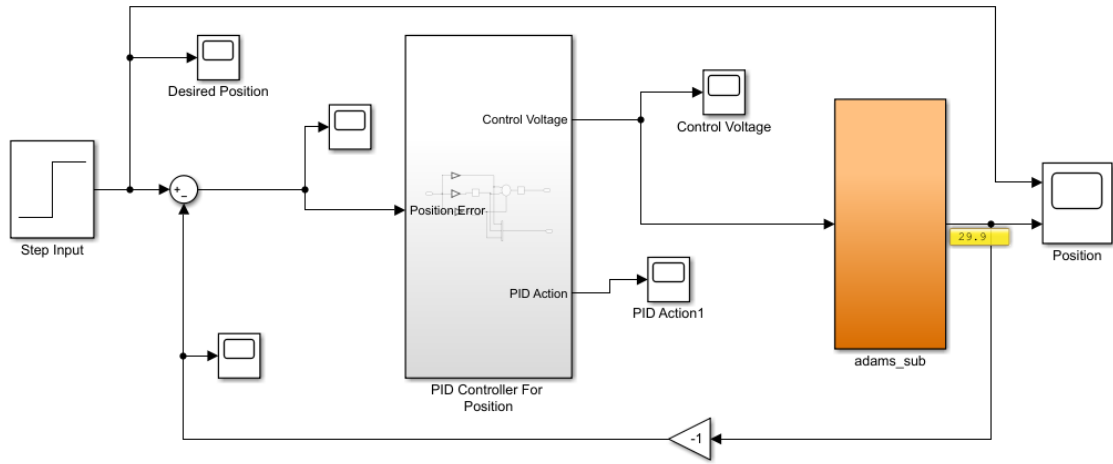 Desired Position
Step Input
+
−
Position Error
Control Voltage
PID Action
PID Controller For
Position
Control Voltage
PID Action1
adams_sub
29.9
Position
-1